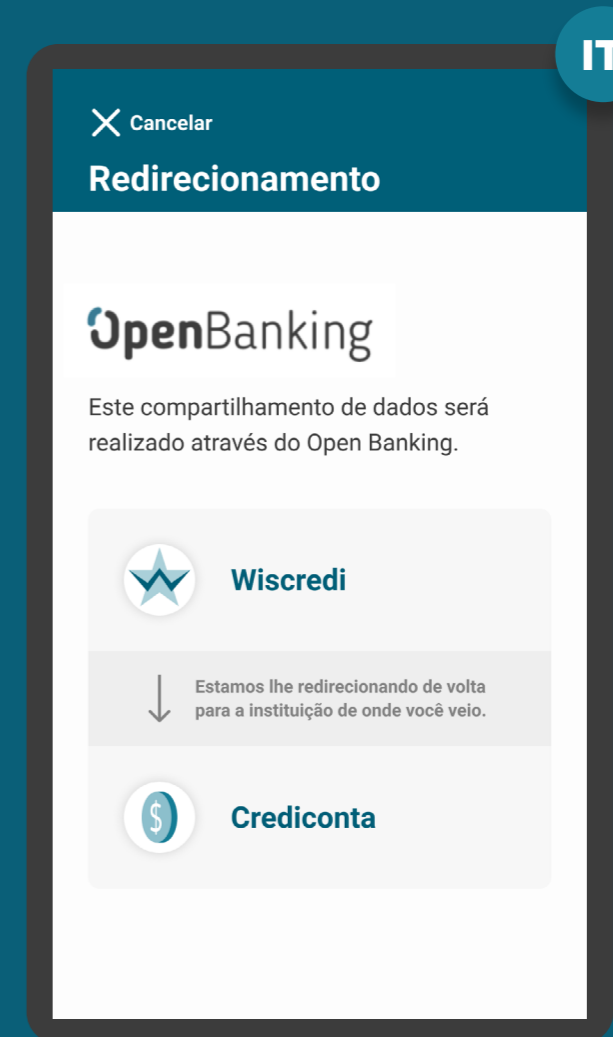 IT
Cancelar
Redirecionamento
OpenBanking
Este compartilhamento de dados será
realizado através do Open Banking.
Wiscredi
Estamos lhe redirecionando de volta
para a instituição de onde você veio.
$
Crediconta